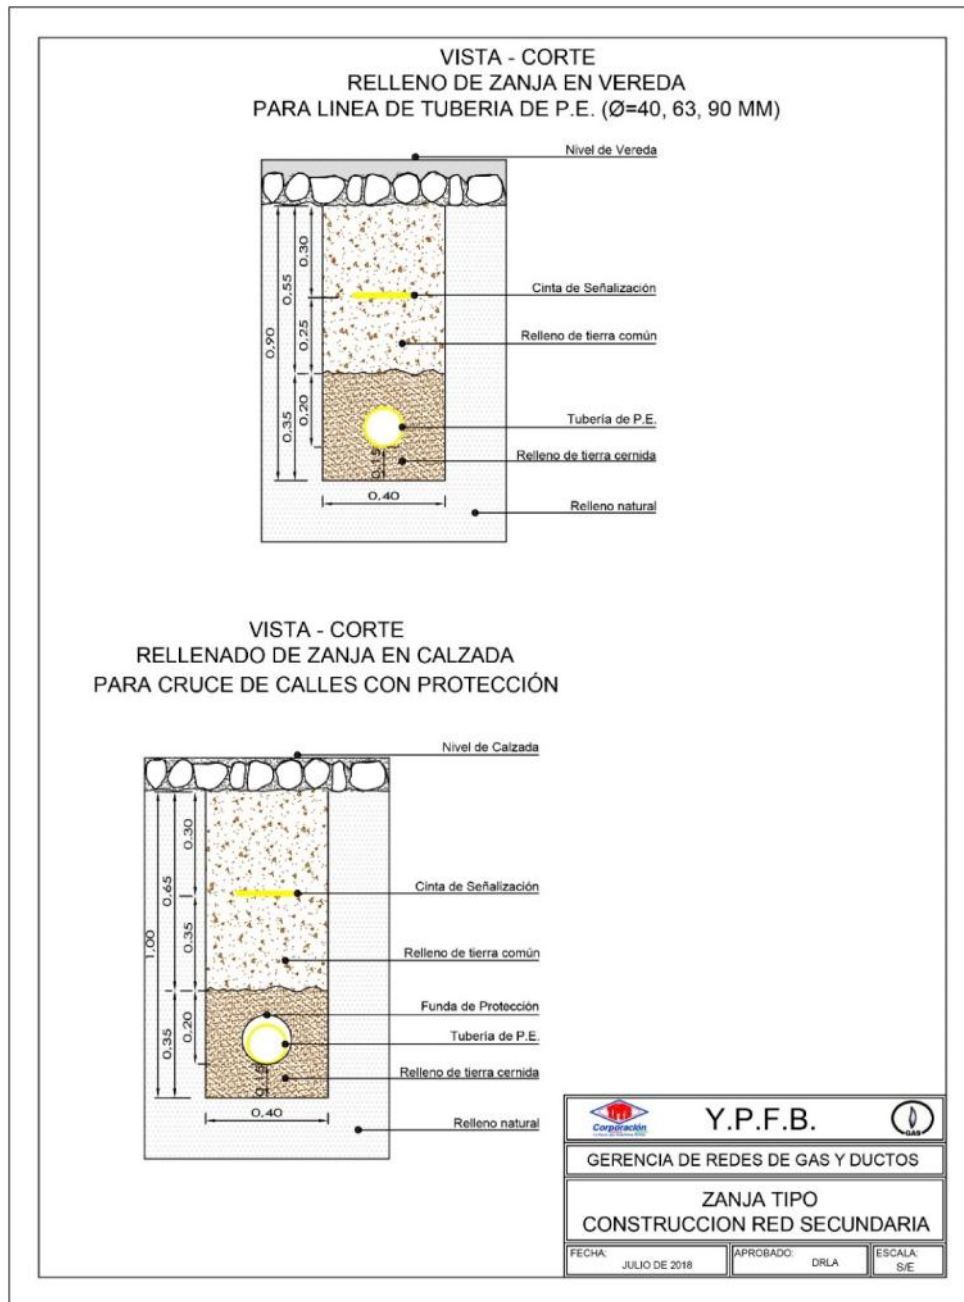 VISTA - CORTE
RELLENO DE ZANJA EN VEREDA
PARA LINEA DE TUBERIA DE P.E. (Ø=40, 63, 90 MM)
Nivel de Vereda
0,30
0,55
Cinta de Señalización
0,25
0,90
Relleno de tierra común
0,20
0,35
Tubería de P.E.
0,15
Relleno de tierra cernida
0,40
Relleno natural
VISTA - CORTE
RELLENADO DE ZANJA EN CALZADA
PARA CRUCE DE CALLES CON PROTECCIÓN
Nivel de Calzada
0,30
0,65
Cinta de Señalización
0,35
1,00
Relleno de tierra común
Funda de Protección
0,20
0,35
Tubería de P.E.
0,15
Relleno de tierra cernida
0,40
Relleno natural
Corporación
Y.P.F.B.
GAS
GERENCIA DE REDES DE GAS Y DUCTOS
ZANJA TIPO
CONSTRUCCION RED SECUNDARIA
FECHA: JULIO DE 2018
APROBADO: DRLA
ESCALA: S/E